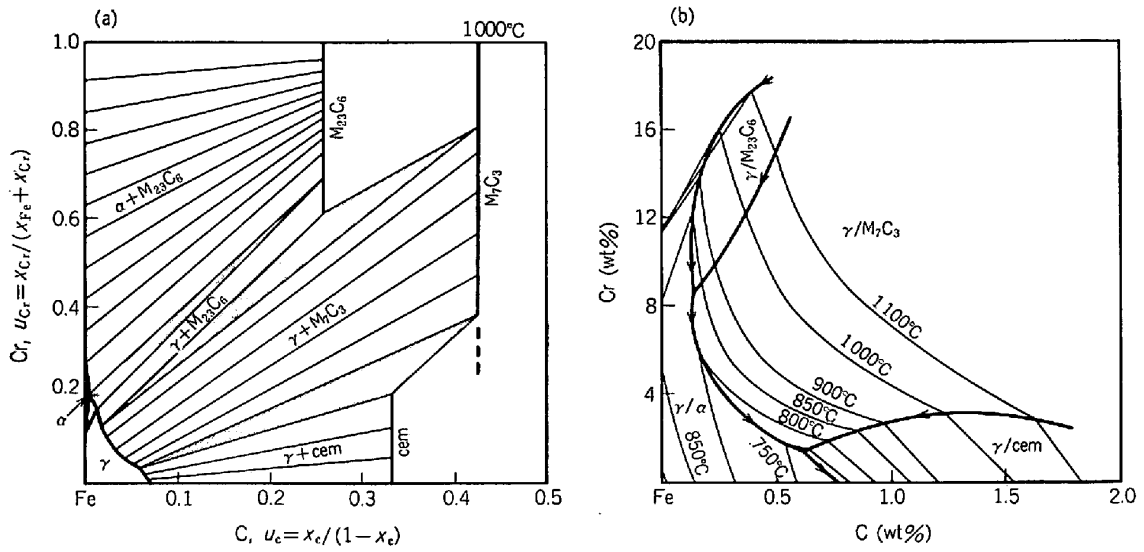 (a)
1000℃
1.0
0.8
0.6
0.4
0.2
Cr, u_Cr = x_Cr / (x_Fe + x_Cr)
α + M₂₃C₆
M₂₃C₆
γ + M₂₃C₆
γ + M₇C₃
M₇C₃
α
γ
γ + cem
cem
Fe
0.1
0.2
0.3
0.4
0.5
C, u_c = x_c / (1 − x_c)
(b)
20
16
12
8
4
Cr (wt%)
γ/M₂₃C₆
γ/M₇C₃
1100℃
1000℃
900℃
850℃
800℃
γ/α
850℃
750℃
γ/cem
Fe
0.5
1.0
1.5
2.0
C (wt%)